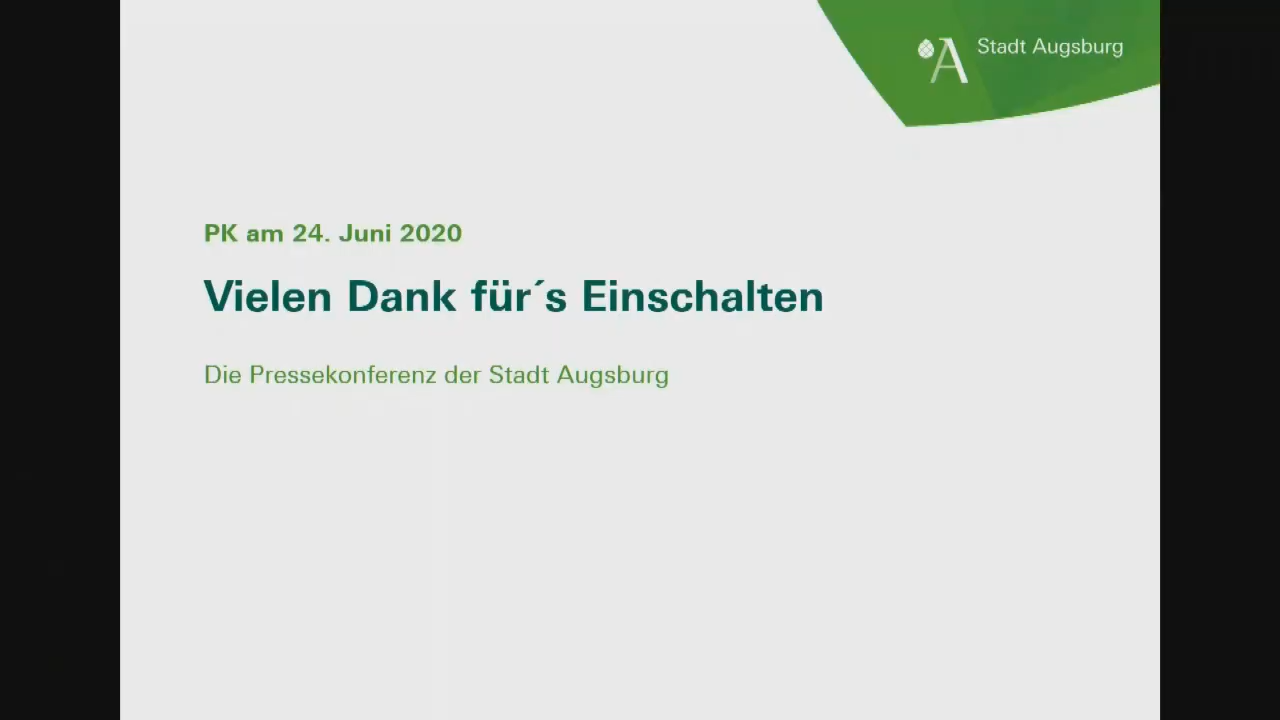 Stadt Augsburg
PK am 24. Juni 2020
Vielen Dank für´s Einschalten
Die Pressekonferenz der Stadt Augsburg